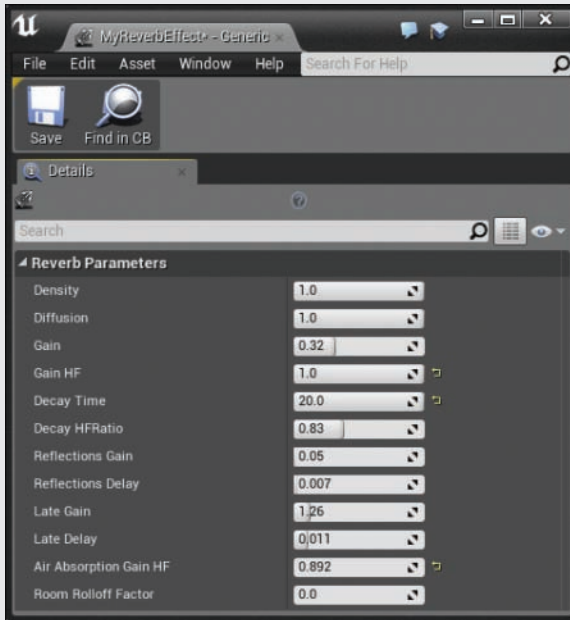 MyReverbEffect* - Generic
File Edit Asset Window Help Search For Help
Save Find in CB
Details
Search
Reverb Parameters
Density 1.0
Diffusion 1.0
Gain 0.32
Gain HF 1.0
Decay Time 20.0
Decay HFRatio 0.83
Reflections Gain 0.05
Reflections Delay 0.007
Late Gain 1.26
Late Delay 0.011
Air Absorption Gain HF 0.892
Room Rolloff Factor 0.0